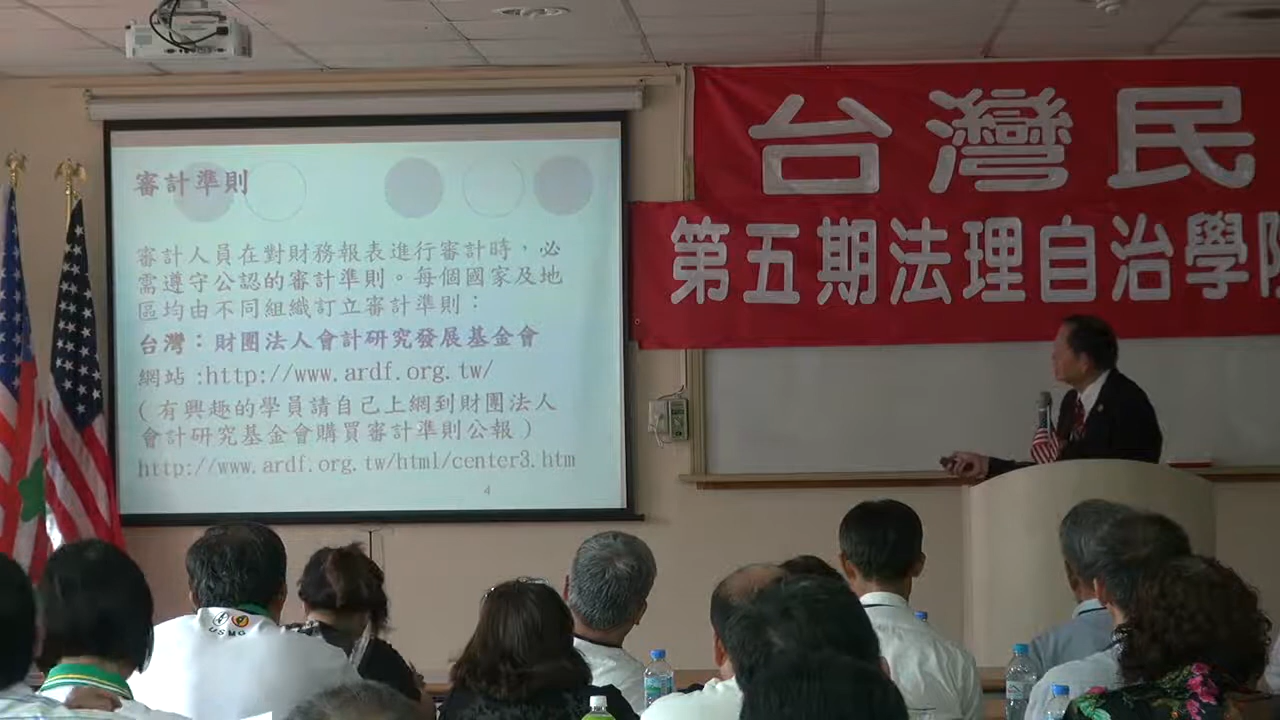 審計準則
審計人員在對財務報表進行審計時，必
需遵守公認的審計準則。每個國家及地
區均由不同組織訂立審計準則：
台灣：財團法人會計研究發展基金會
網站 :http://www.ardf.org.tw/
(有興趣的學員請自己上網到財團法人
會計研究基金會購買審計準則公報)
http://www.ardf.org.tw/html/center3.htm
4
台灣民
第五期法理自治學院